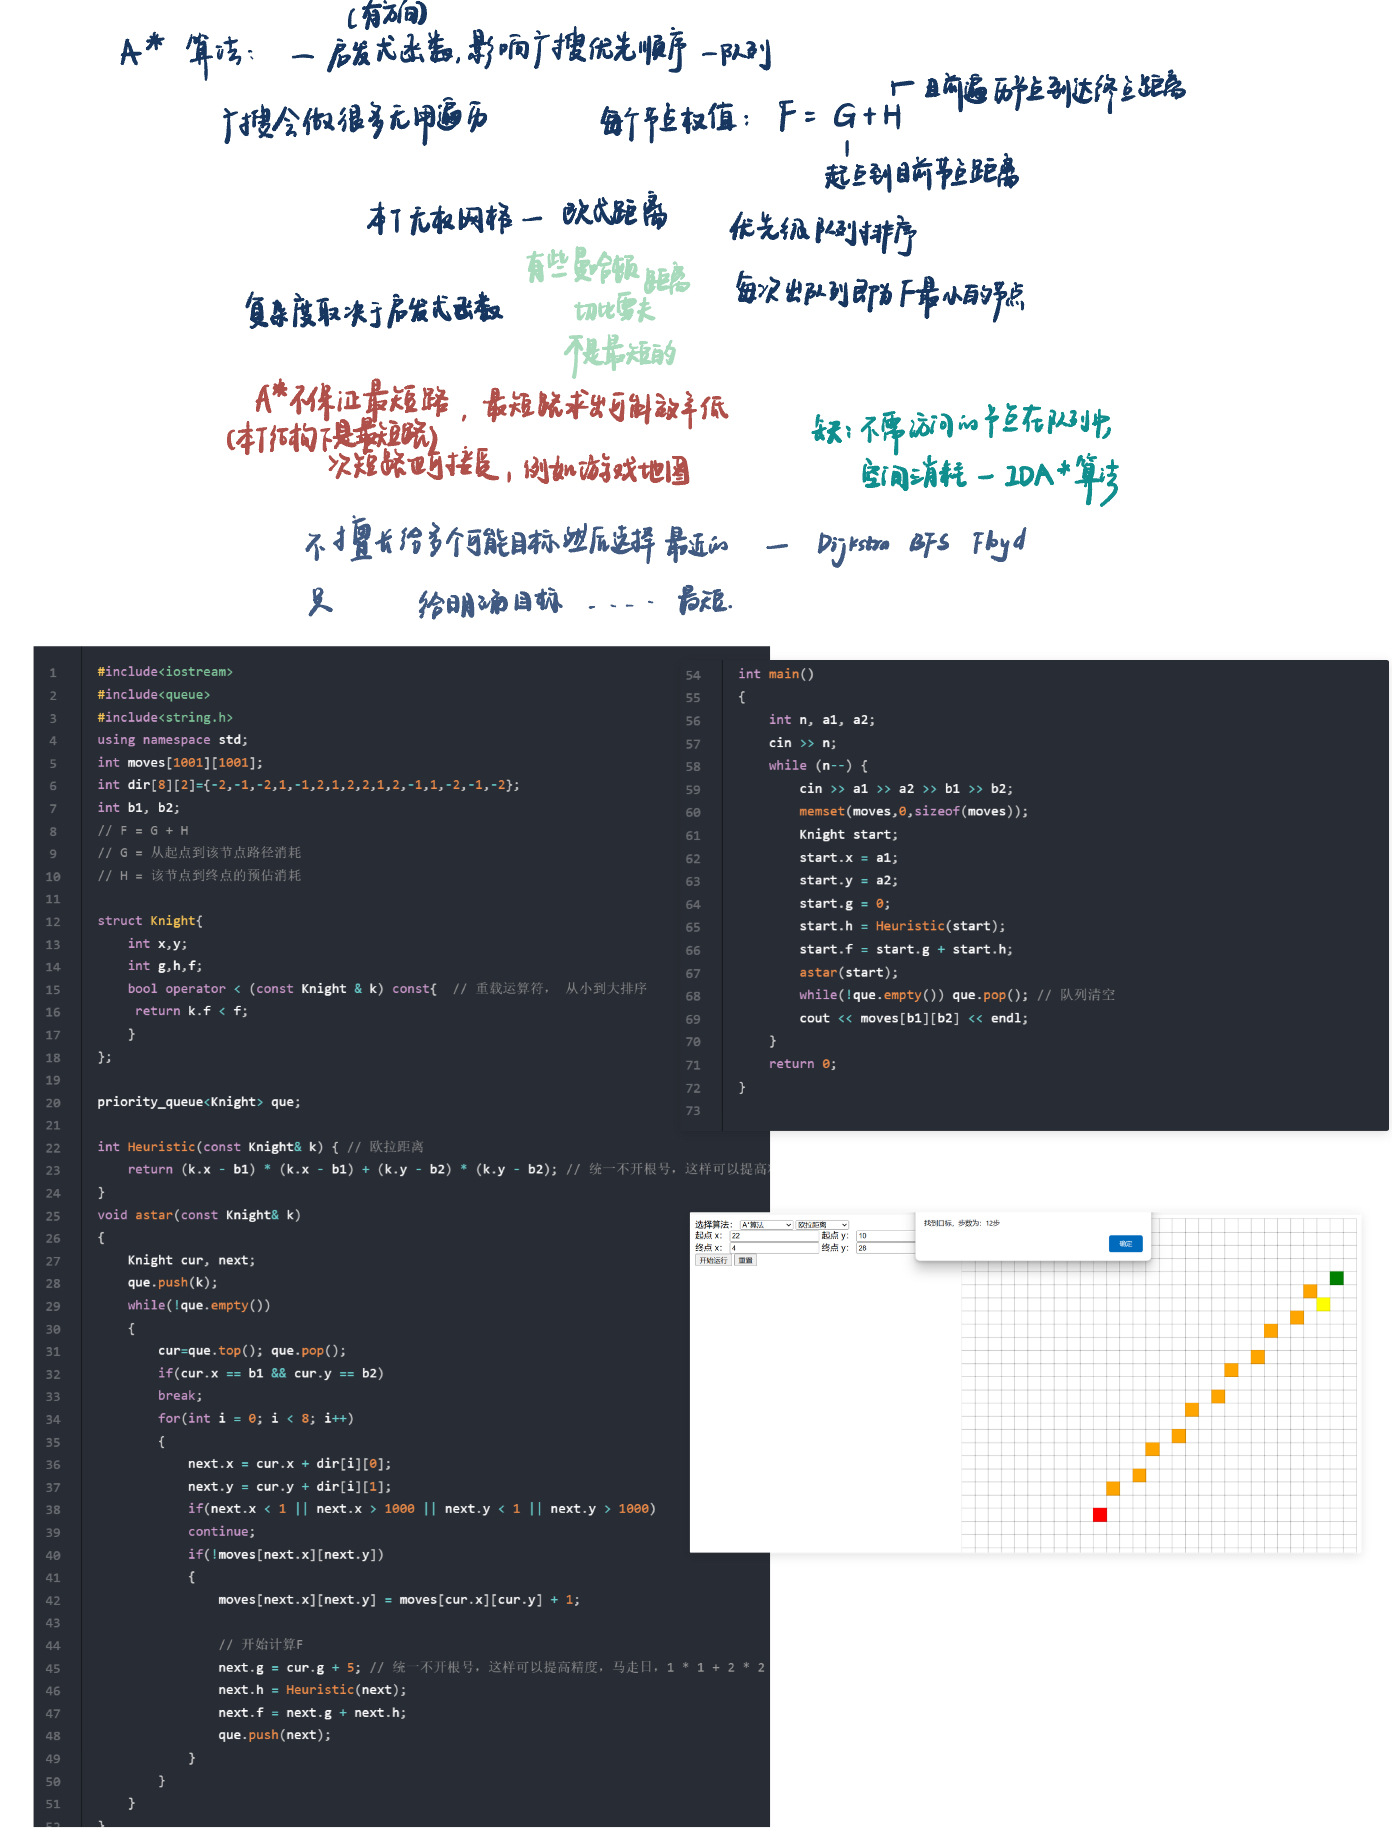 (有方向)
A* 算法: — 启发式函数,影响广搜优先顺序 — 队列
广搜会做很多无用遍历
每个节点权值: F = G + H
目前遍历节点到达终点距离
起点到目前节点距离
本T无权网格 — 欧式距离
优先级队列排序
有些曼哈顿距离
切比雪夫
不是最短的
每次出队列即为F最小的节点
复杂度取决于启发式函数
A*不保证最短路, 最短路求出可制效率低
(本T结构下是最短路)
次短路也可接受, 例如游戏地图
缺: 不需访问的节点在队列中,
空间消耗 — IDA*算法
不擅长给多个可能目标然后选择最近的 — Dijkstra BFS Floyd
只 给明确目标 ..... 最短.
1 #include<iostream>
2 #include<queue>
3 #include<string.h>
4 using namespace std;
5 int moves[1001][1001];
6 int dir[8][2]={-2,-1,-2,1,-1,2,1,2,2,1,2,-1,1,-2,-1,-2};
7 int b1, b2;
8 // F = G + H
9 // G = 从起点到该节点路径消耗
10 // H = 该节点到终点的预估消耗
11
12 struct Knight{
13 int x,y;
14 int g,h,f;
15 bool operator < (const Knight & k) const{ // 重载运算符, 从小到大排序
16 return k.f < f;
17 }
18 };
19
20 priority_queue<Knight> que;
21
22 int Heuristic(const Knight& k) { // 欧拉距离
23 return (k.x - b1) * (k.x - b1) + (k.y - b2) * (k.y - b2); // 统一不开根号，这样可以提高
24 }
25 void astar(const Knight& k)
26 {
27 Knight cur, next;
28 que.push(k);
29 while(!que.empty())
30 {
31 cur=que.top(); que.pop();
32 if(cur.x == b1 && cur.y == b2)
33 break;
34 for(int i = 0; i < 8; i++)
35 {
36 next.x = cur.x + dir[i][0];
37 next.y = cur.y + dir[i][1];
38 if(next.x < 1 || next.x > 1000 || next.y < 1 || next.y > 1000)
39 continue;
40 if(!moves[next.x][next.y])
41 {
42 moves[next.x][next.y] = moves[cur.x][cur.y] + 1;
43
44 // 开始计算F
45 next.g = cur.g + 5; // 统一不开根号，这样可以提高精度，马走日，1 * 1 + 2 * 2
46 next.h = Heuristic(next);
47 next.f = next.g + next.h;
48 que.push(next);
49 }
50 }
51 }
52 }
54 int main()
55 {
56 int n, a1, a2;
57 cin >> n;
58 while (n--) {
59 cin >> a1 >> a2 >> b1 >> b2;
60 memset(moves,0,sizeof(moves));
61 Knight start;
62 start.x = a1;
63 start.y = a2;
64 start.g = 0;
65 start.h = Heuristic(start);
66 start.f = start.g + start.h;
67 astar(start);
68 while(!que.empty()) que.pop(); // 队列清空
69 cout << moves[b1][b2] << endl;
70 }
71 return 0;
72 }
73
选择算法: A*算法 欧拉距离
起点 x: 22 起点 y: 10
终点 x: 4 终点 y: 28
开始运行 重置
找到目标，步数为：12步
确定